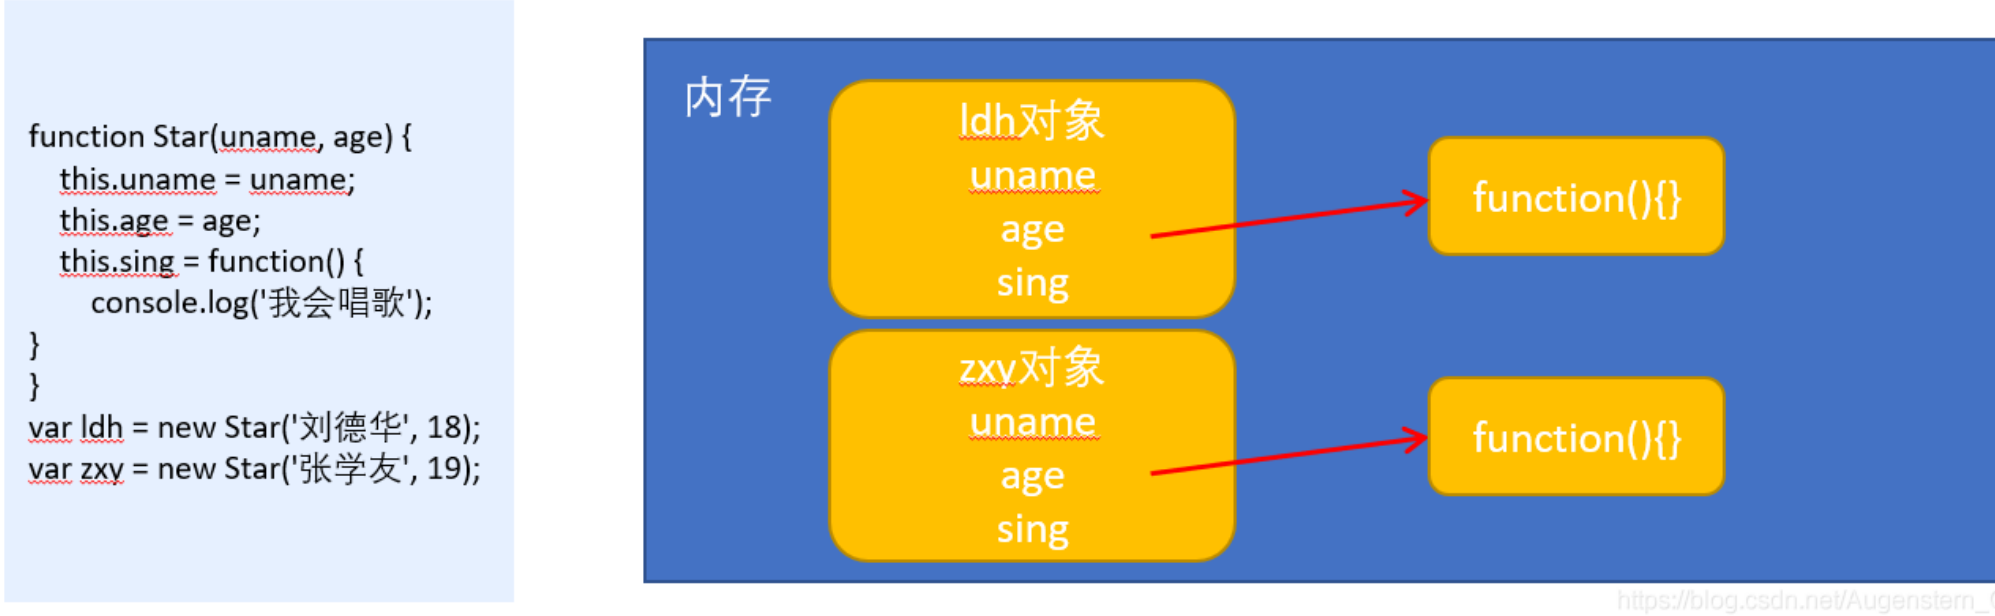 function Star(uname, age) {
this.uname = uname;
this.age = age;
this.sing = function() {
console.log('我会唱歌');
}
}
var ldh = new Star('刘德华', 18);
var zxy = new Star('张学友', 19);
内存
ldh对象
uname
age
sing
function(){}
zxy对象
uname
age
sing
function(){}
https://blog.csdn.net/Augenstern_